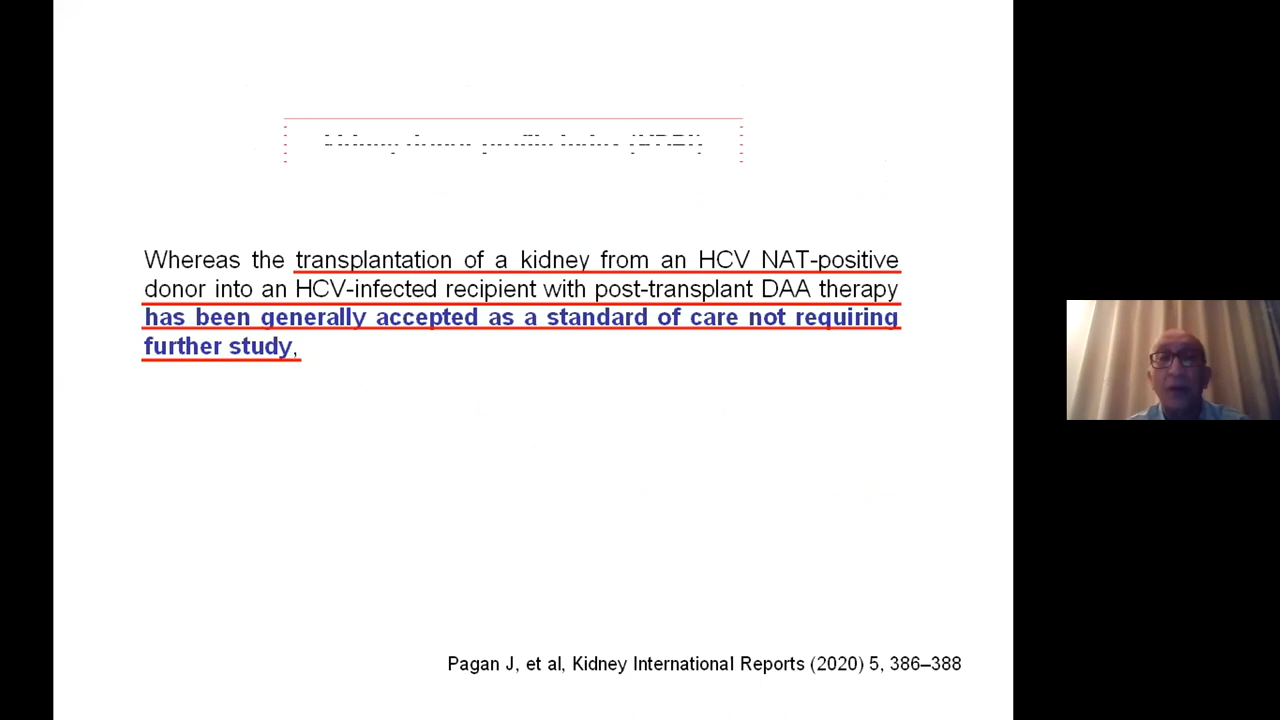 Whereas the transplantation of a kidney from an HCV NAT-positive
donor into an HCV-infected recipient with post-transplant DAA therapy
has been generally accepted as a standard of care not requiring
further study,
Pagan J, et al, Kidney International Reports (2020) 5, 386–388